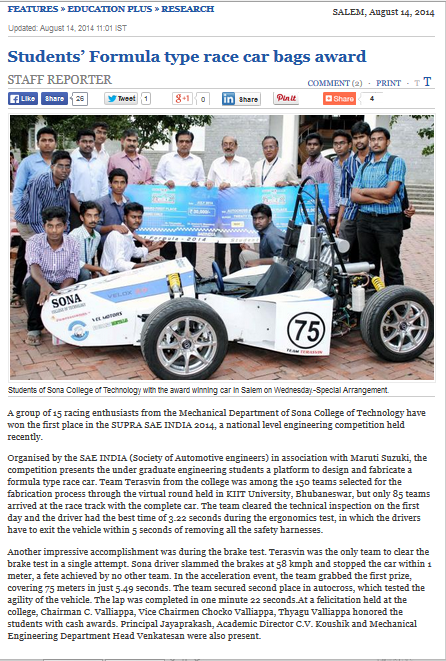 FEATURES » EDUCATION PLUS » RESEARCH
SALEM, August 14, 2014
Updated: August 14, 2014 11:01 IST
Students' Formula type race car bags award
STAFF REPORTER
COMMENT (2) · PRINT · T T
Like Share 26 Tweet 1 +1 0 in Share Pin it Share 4
SONA
COLLEGE OF TECHNOLOGY
VELOX
75
TEAM TERASVIN
Students of Sona College of Technology with the award winning car in Salem on Wednesday.-Special Arrangement.
A group of 15 racing enthusiasts from the Mechanical Department of Sona College of Technology have
won the first place in the SUPRA SAE INDIA 2014, a national level engineering competition held
recently.
Organised by the SAE INDIA (Society of Automotive engineers) in association with Maruti Suzuki, the
competition presents the under graduate engineering students a platform to design and fabricate a
formula type race car. Team Terasvin from the college was among the 150 teams selected for the
fabrication process through the virtual round held in KIIT University, Bhubaneswar, but only 85 teams
arrived at the race track with the complete car. The team cleared the technical inspection on the first
day and the driver had the best time of 3.22 seconds during the ergonomics test, in which the drivers
have to exit the vehicle within 5 seconds of removing all the safety harnesses.
Another impressive accomplishment was during the brake test. Terasvin was the only team to clear the
brake test in a single attempt. Sona driver slammed the brakes at 58 kmph and stopped the car within 1
meter, a fete achieved by no other team. In the acceleration event, the team grabbed the first prize,
covering 75 meters in just 5.49 seconds. The team secured second place in autocross, which tested the
agility of the vehicle. The lap was completed in one minute 22 seconds.At a felicitation held at the
college, Chairman C. Valliappa, Vice Chairmen Chocko Valliappa, Thyagu Valliappa honored the
students with cash awards. Principal Jayaprakash, Academic Director C.V. Koushik and Mechanical
Engineering Department Head Venkatesan were also present.